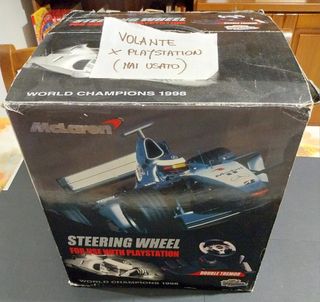 VOLANTE
X PLAYSTATION
(MAI USATO)
WORLD CHAMPIONS 1998
McLaren
STEERING WHEEL
FOR USE WITH PLAYSTATION
DOUBLE TREMOR
WORLD CHAMPIONS 1998